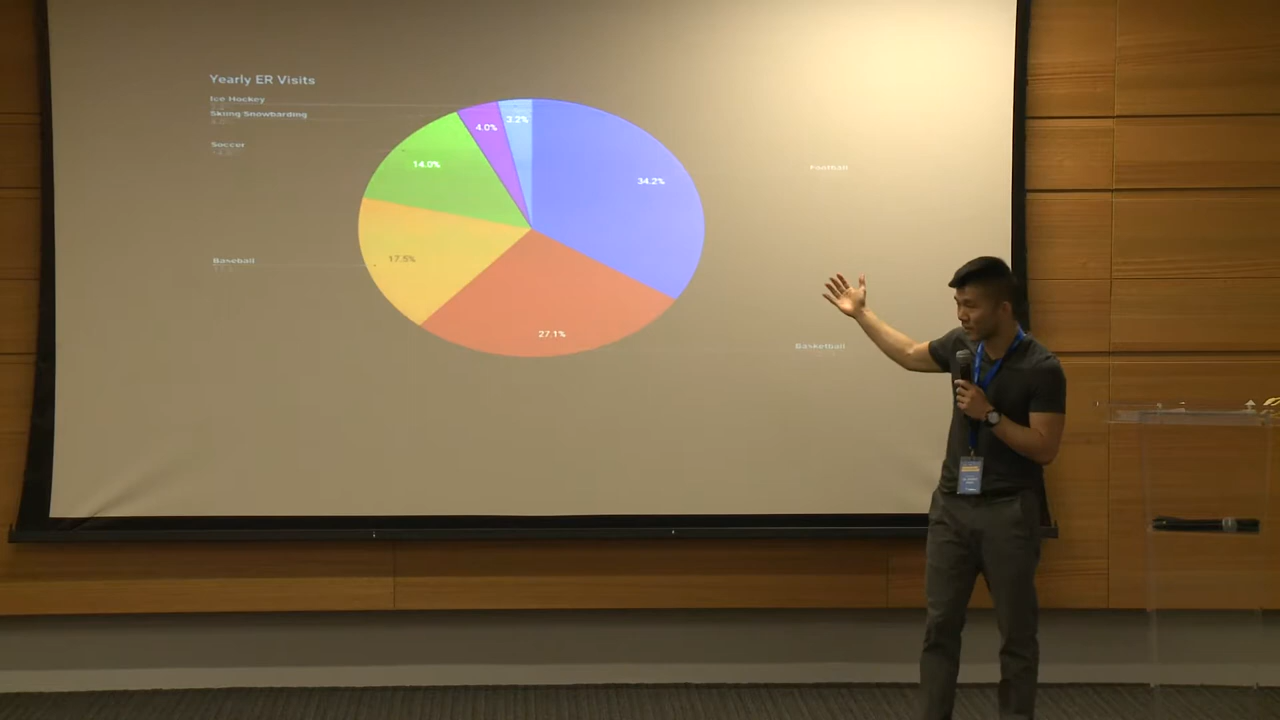 Yearly ER Visits
Ice Hockey
Skiing Snowbarding
Soccer
Baseball
3.2%
4.0%
14.0%
34.2%
17.5%
27.1%
Football
Basketball